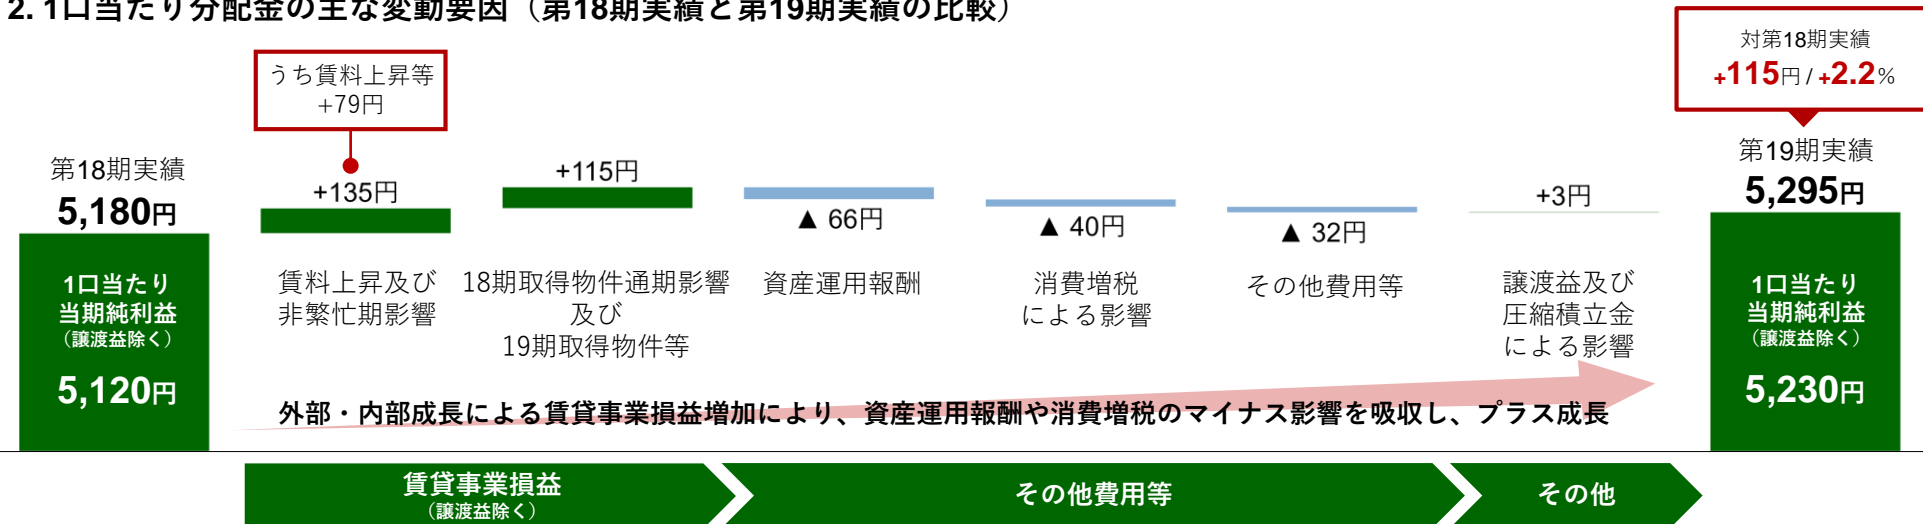 2. 1口当たり分配金の主な変動要因（第18期実績と第19期実績の比較）
対第18期実績
+115円 / +2.2%
うち賃料上昇等
+79円
第18期実績
5,180円
+135円
+115円
▲ 66円
▲ 40円
▲ 32円
+3円
第19期実績
5,295円
1口当たり
当期純利益
（譲渡益除く）
5,120円
賃料上昇及び
非繁忙期影響
18期取得物件通期影響
及び
19期取得物件等
資産運用報酬
消費増税
による影響
その他費用等
譲渡益及び
圧縮積立金
による影響
1口当たり
当期純利益
（譲渡益除く）
5,230円
外部・内部成長による賃貸事業損益増加により、資産運用報酬や消費増税のマイナス影響を吸収し、プラス成長
賃貸事業損益
（譲渡益除く）
その他費用等
その他